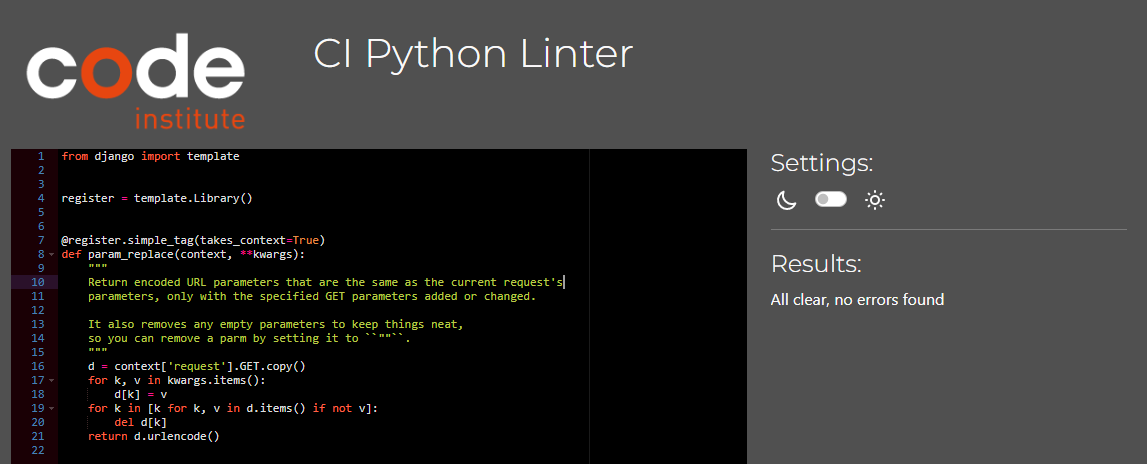 code
institute
CI Python Linter
1 from django import template
2
3
4 register = template.Library()
5
6
7 @register.simple_tag(takes_context=True)
8 def param_replace(context, **kwargs):
9     """
10     Return encoded URL parameters that are the same as the current request's
11     parameters, only with the specified GET parameters added or changed.
12
13     It also removes any empty parameters to keep things neat,
14     so you can remove a parm by setting it to ``""``.
15     """
16     d = context['request'].GET.copy()
17     for k, v in kwargs.items():
18         d[k] = v
19     for k in [k for k, v in d.items() if not v]:
20         del d[k]
21     return d.urlencode()
22
Settings:
Results:
All clear, no errors found